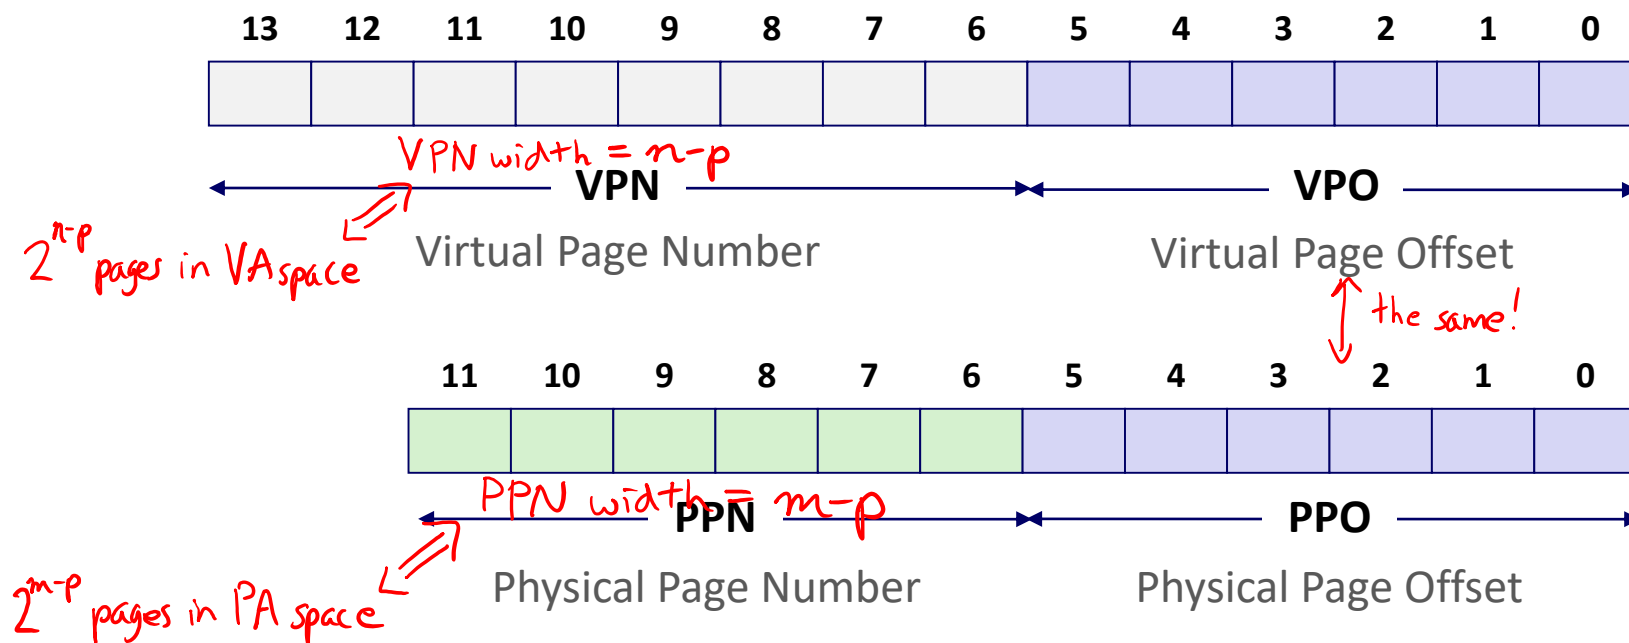 13 12 11 10 9 8 7 6 5 4 3 2 1 0
VPN width = n-p
VPN VPO
2^n-p pages in VA space
Virtual Page Number Virtual Page Offset
the same!
11 10 9 8 7 6 5 4 3 2 1 0
PPN width = m-p
PPN PPO
2^m-p pages in PA space
Physical Page Number Physical Page Offset